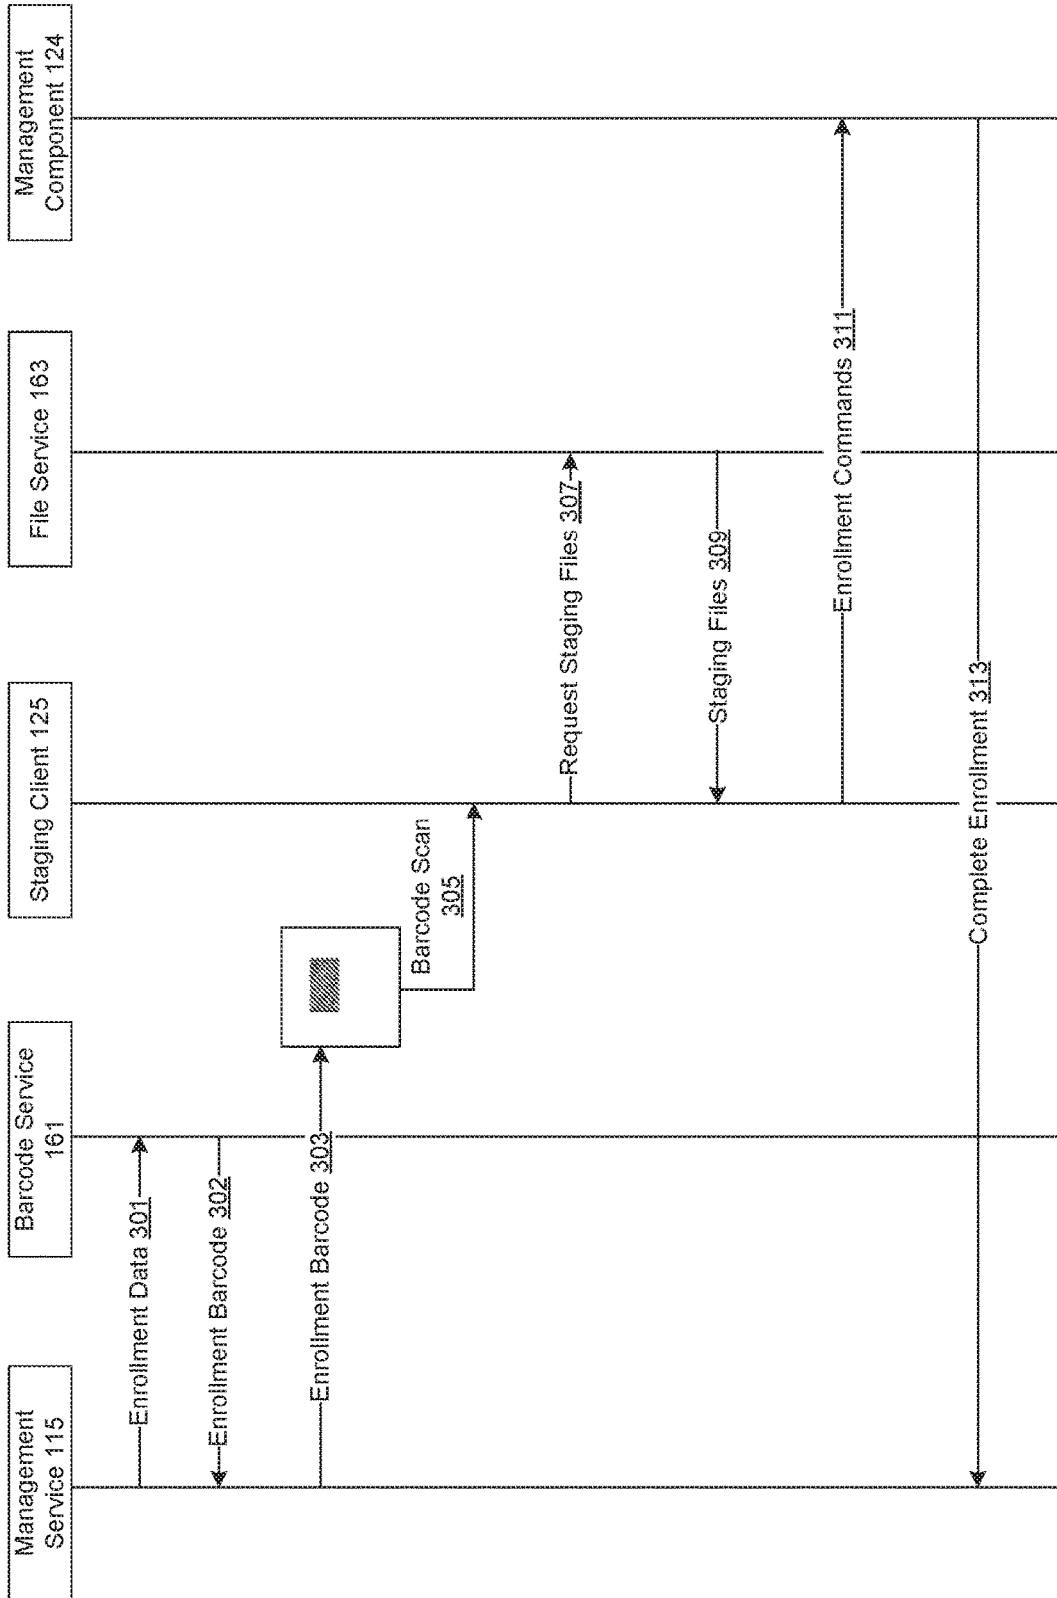 Management
Service 115
Barcode Service
161
Staging Client 125
File Service 163
Management
Component 124
Enrollment Data 301
Enrollment Barcode 302
Enrollment Barcode 303
Barcode Scan
305
Request Staging Files 307
Staging Files 309
Enrollment Commands 311
Complete Enrollment 313